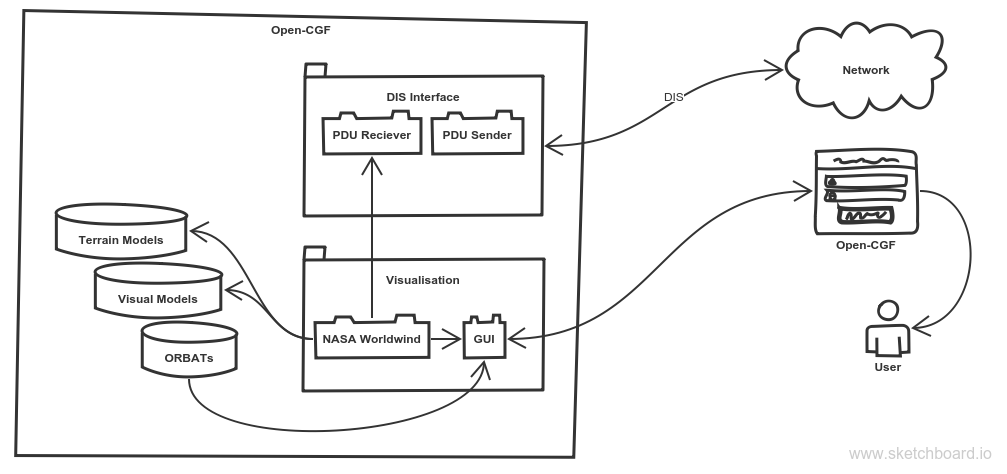 Open-CGF
DIS Interface
PDU Reciever
PDU Sender
DIS
Network
Open-CGF
User
Terrain Models
Visual Models
ORBATs
Visualisation
NASA Worldwind
GUI
www.sketchboard.io